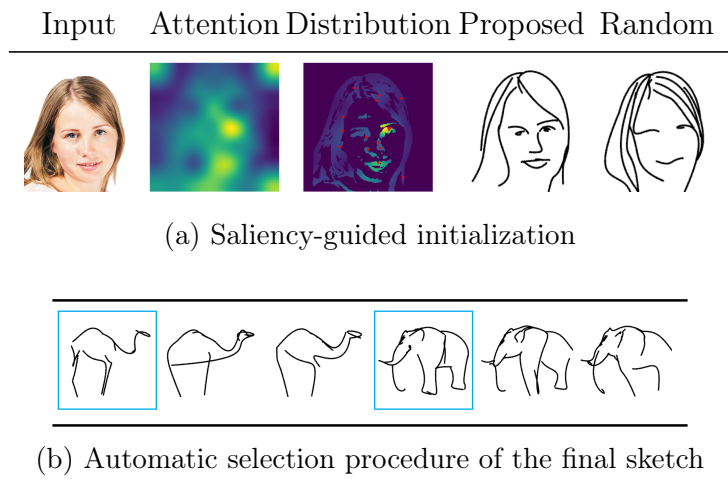 Input Attention Distribution Proposed Random
(a) Saliency-guided initialization
(b) Automatic selection procedure of the final sketch